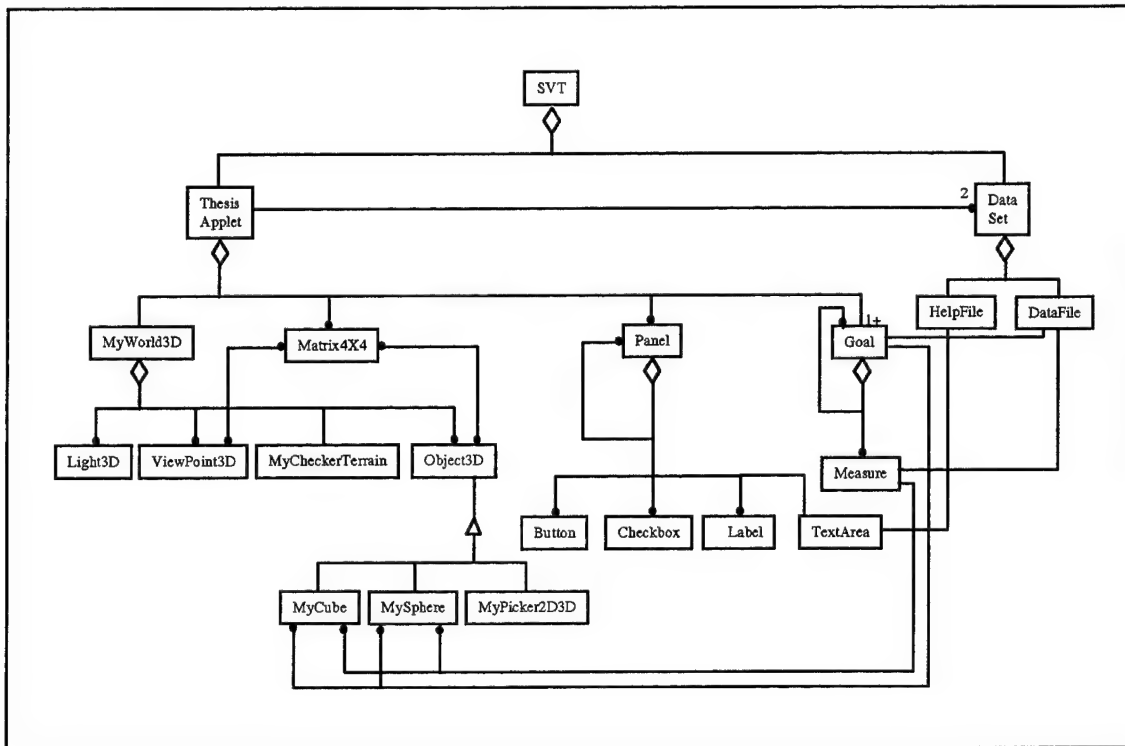 SVT
Thesis
Applet
2
Data
Set
MyWorld3D
Matrix4X4
Panel
1+
Goal
HelpFile
DataFile
Light3D
ViewPoint3D
MyCheckerTerrain
Object3D
Measure
Button
Checkbox
Label
TextArea
MyCube
MySphere
MyPicker2D3D